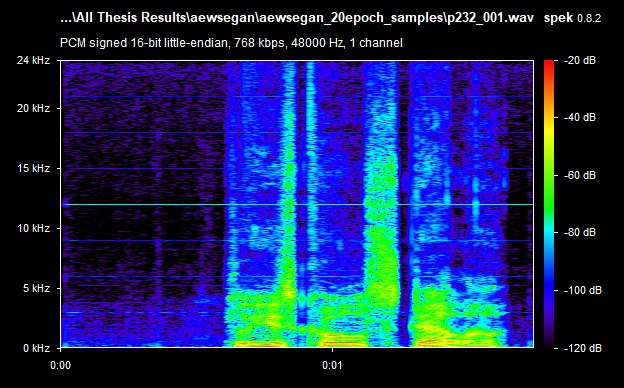 ...\All Thesis Results\aewsegan\aewsegan_20epoch_samples\p232_001.wav spek 0.8.2
PCM signed 16-bit little-endian, 768 kbps, 48000 Hz, 1 channel
24 kHz
20 kHz
15 kHz
10 kHz
5 kHz
0 kHz
0:00 0:01
-20 dB
-40 dB
-60 dB
-80 dB
-100 dB
-120 dB